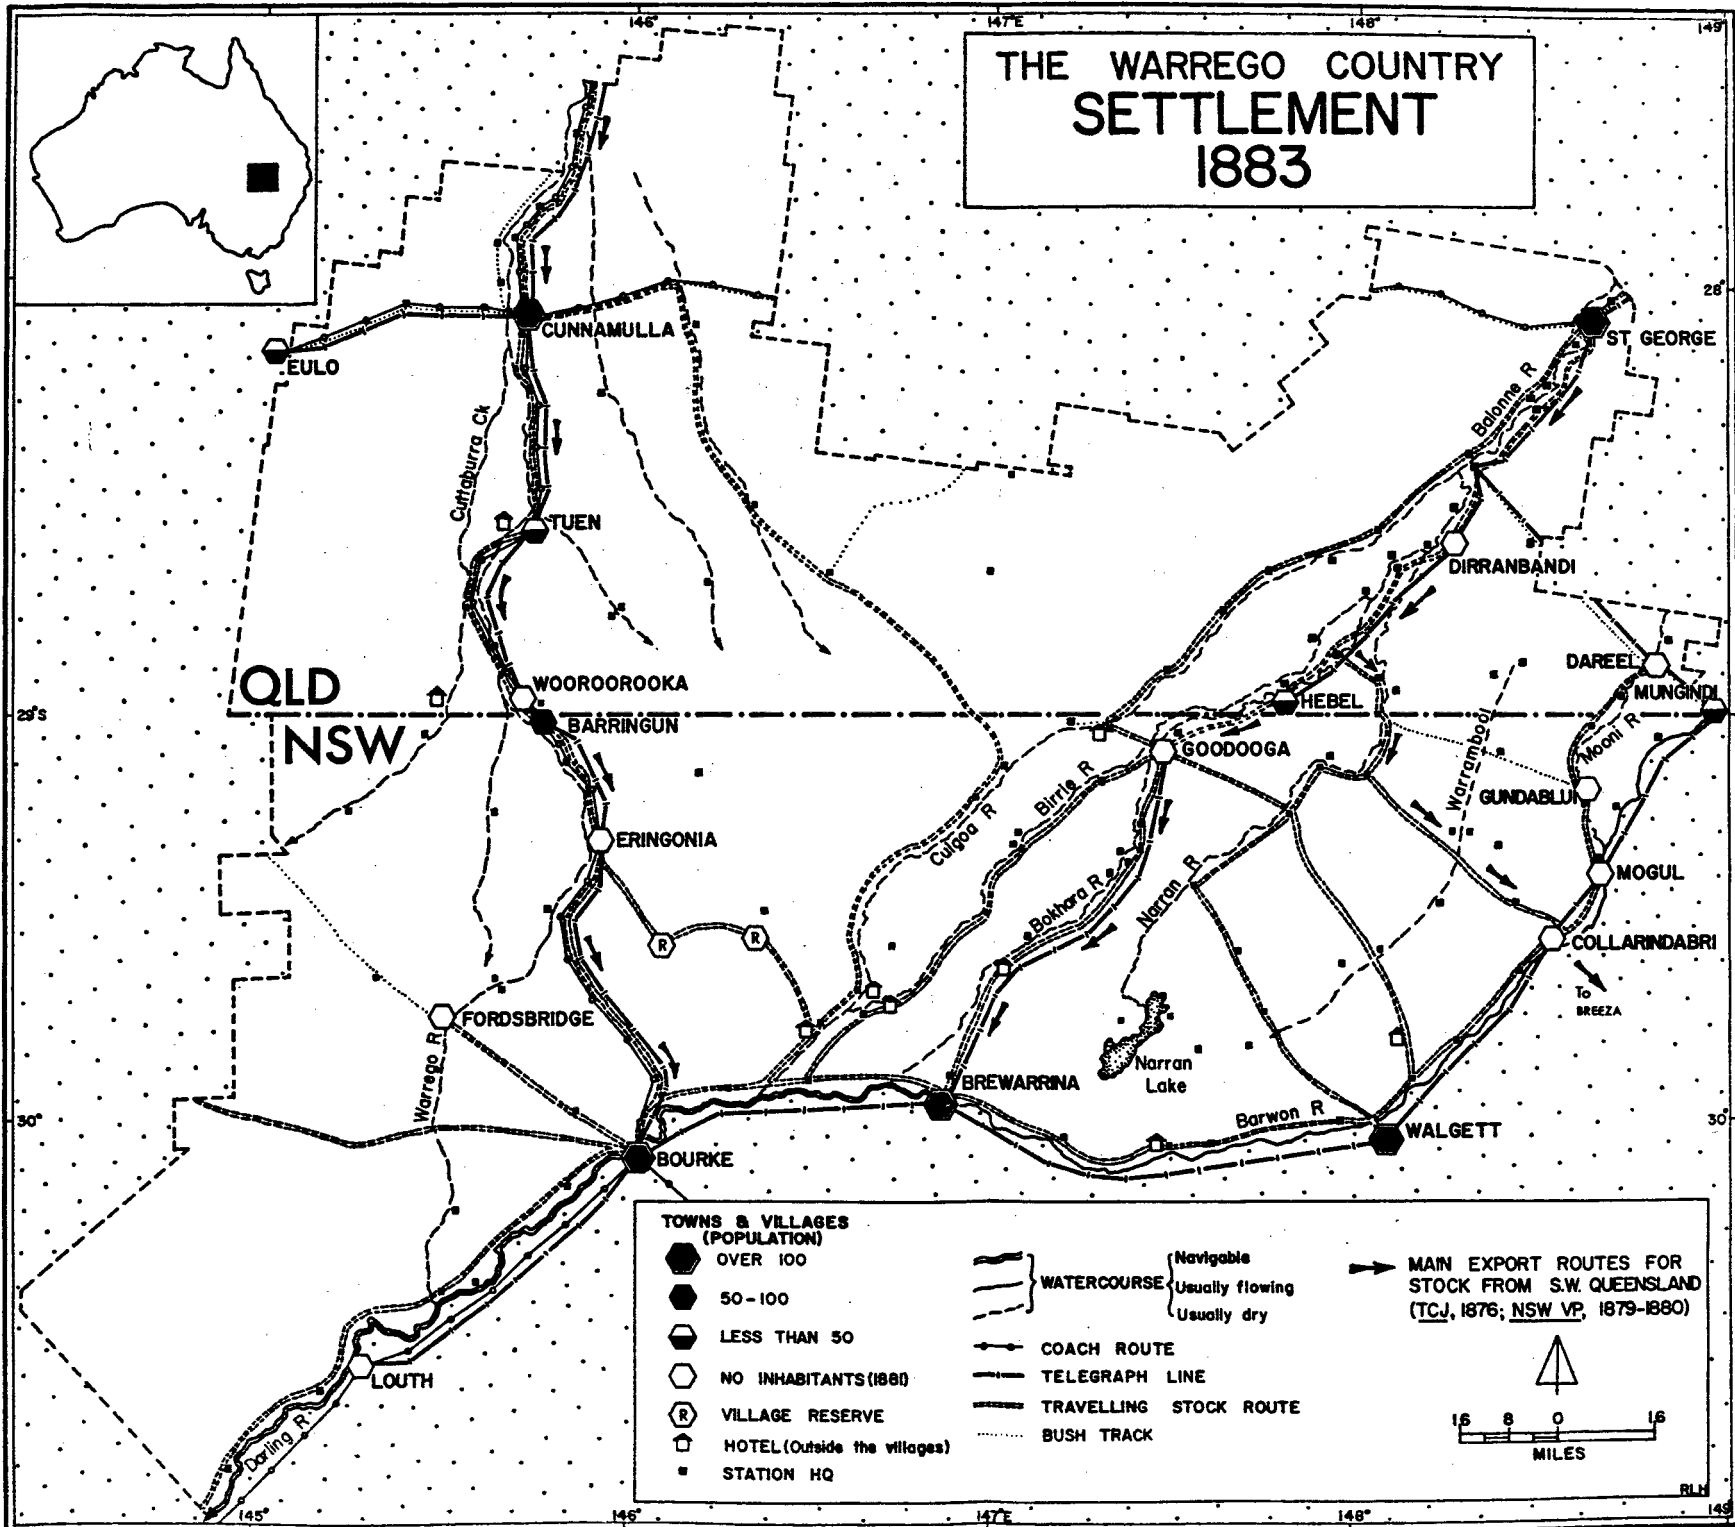 146°
147°E
148°
149°
THE WARREGO COUNTRY
SETTLEMENT
1883
28°
CUNNAMULLA
EULO
ST GEORGE
Balonne R
Cuttaburra Ck
TUEN
DIRRANBANDI
QLD
WOOROOROOKA
DAREEL
MUNGINDI
HEBEL
29°S
NSW
BARRINGUN
GOODOOGA
Mooni R
Warrambool
GUNDABLUI
Birrie R
Culgoa R
ERINGONIA
MOGUL
Narran R
Bokhara R
R
R
COLLARINDABRI
To
BREEZA
FORDSBRIDGE
Warrego R
Narran
Lake
BREWARRINA
30°
30°
Barwon R
WALGETT
BOURKE
LOUTH
Darling R.
TOWNS & VILLAGES
(POPULATION)
OVER 100
50-100
LESS THAN 50
NO INHABITANTS (1881)
R VILLAGE RESERVE
HOTEL (Outside the villages)
STATION HQ
WATERCOURSE
Navigable
Usually flowing
Usually dry
COACH ROUTE
TELEGRAPH LINE
TRAVELLING STOCK ROUTE
BUSH TRACK
MAIN EXPORT ROUTES FOR
STOCK FROM S.W. QUEENSLAND
(TCJ, 1876; NSW VP, 1879-1880)
16 8 0 16
MILES
RLH
145°
146°
147°E
148°
149